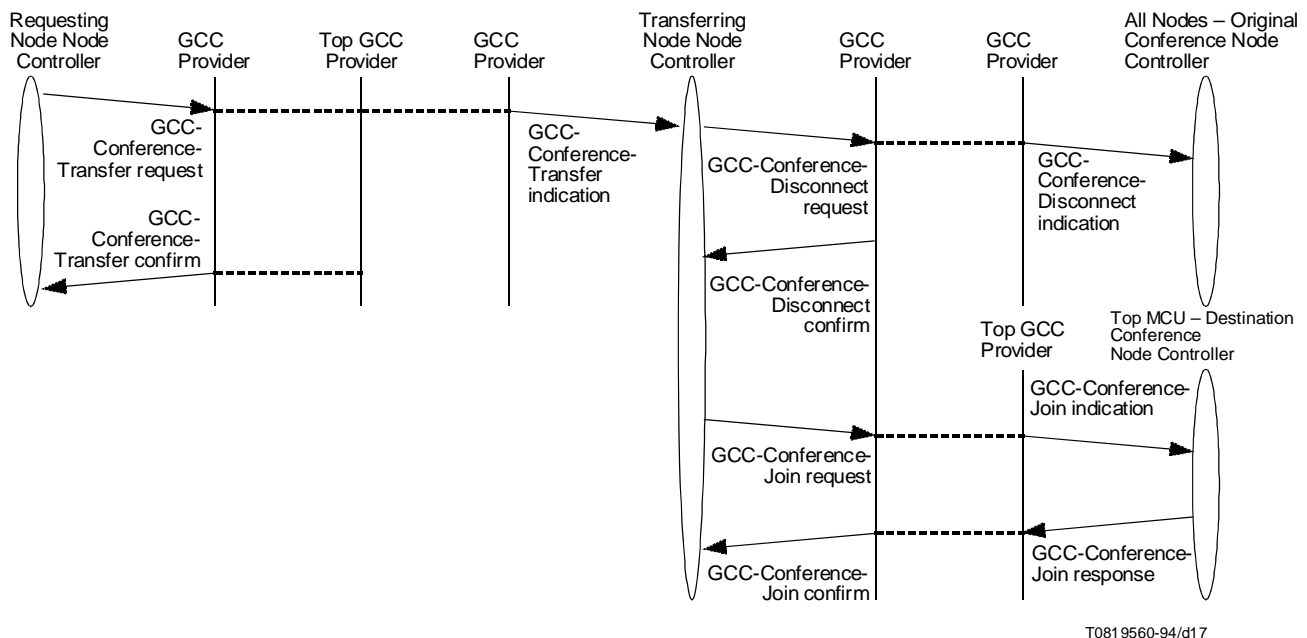 Requesting
Node Node
Controller
GCC
Provider
Top GCC
Provider
GCC
Provider
Transferring
Node Node
Controller
GCC
Provider
GCC
Provider
All Nodes – Original
Conference Node
Controller
GCC-
Conference-
Transfer request
GCC-
Conference-
Transfer
indication
GCC-Conference-
Disconnect
request
GCC-
Conference-
Disconnect
indication
GCC-
Conference-
Transfer confirm
GCC-Conference-
Disconnect
confirm
Top GCC
Provider
Top MCU – Destination
Conference
Node Controller
GCC-Conference-
Join indication
GCC-Conference-
Join request
GCC-Conference-
Join response
GCC-Conference-
Join confirm
T0819560-94/d17